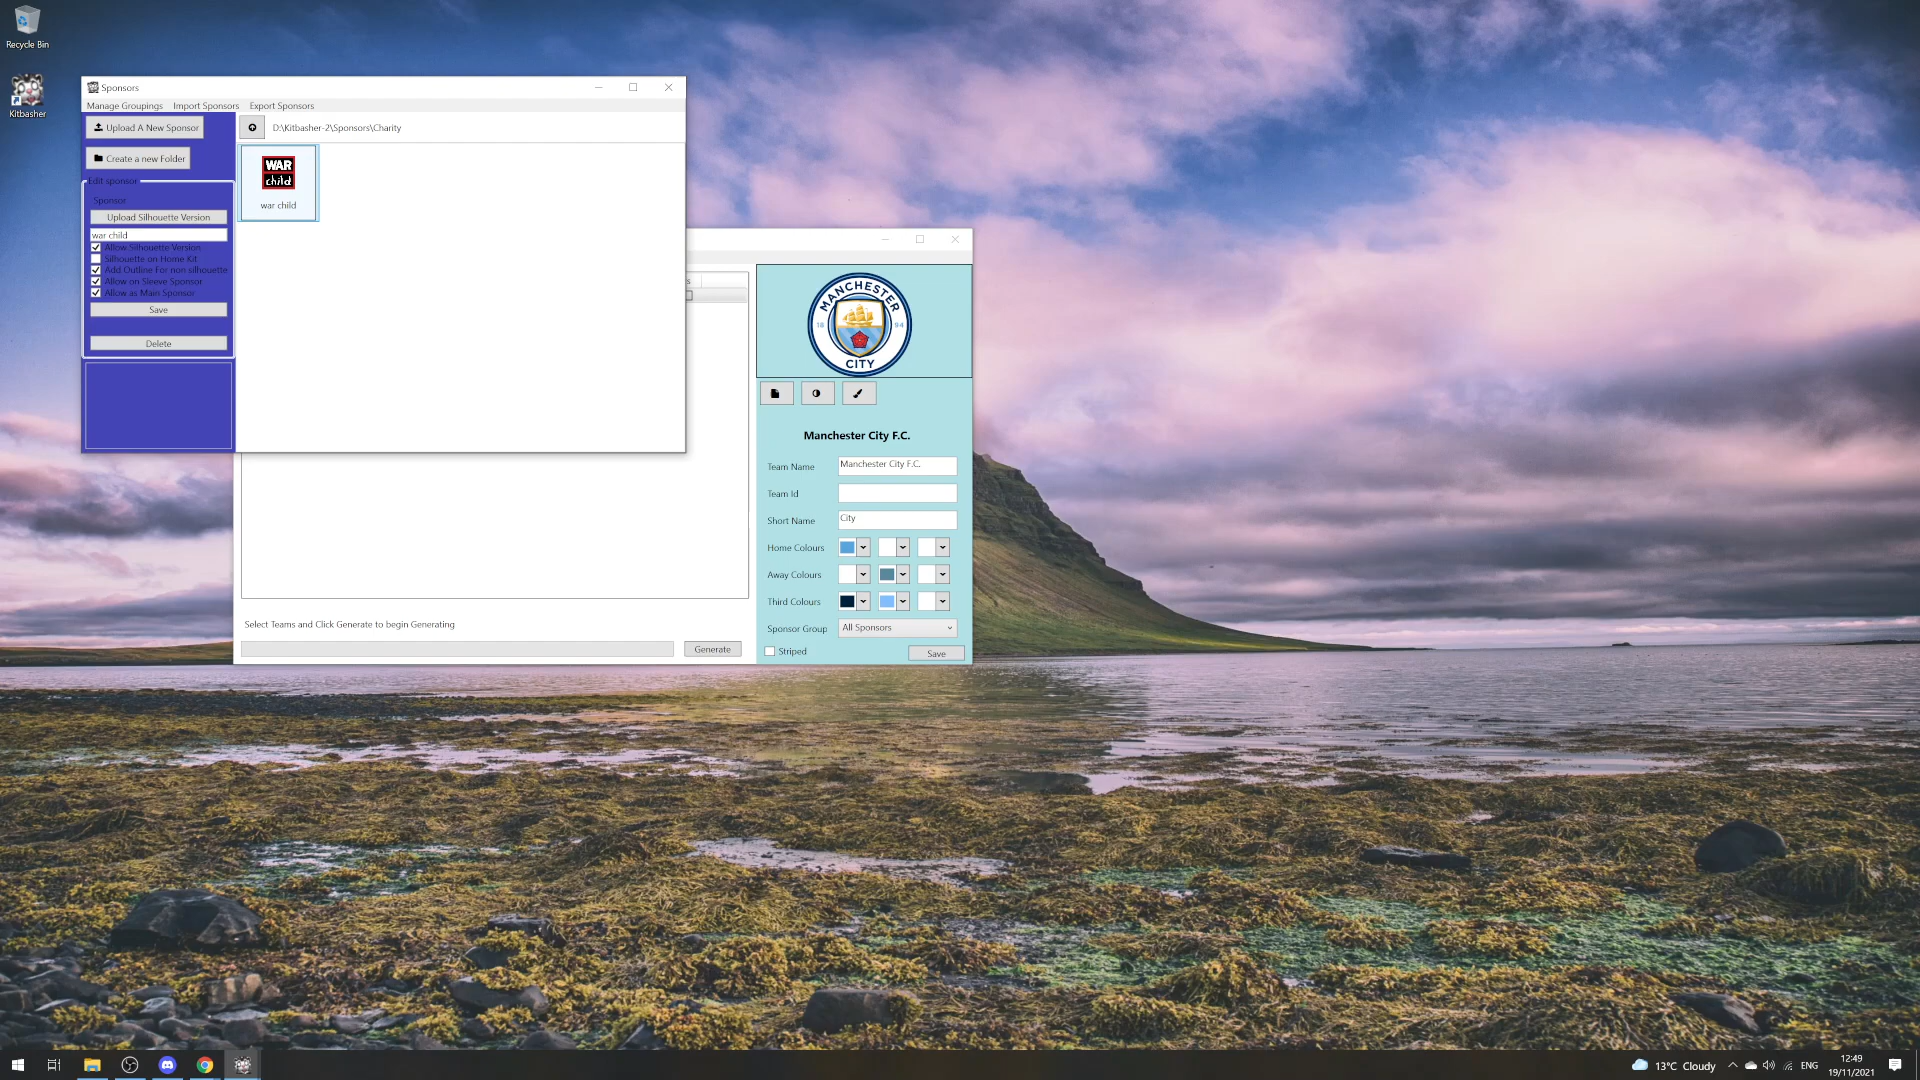 Recycle Bin
Kitbasher
Sponsors
Manage Groupings Import Sponsors Export Sponsors
Upload A New Sponsor
D:\Kitbasher-2\Sponsors\Charity
Create a new Folder
Edit sponsor
Sponsor
Upload Silhouette Version
war child
Allow Silhouette Version
Silhouette on Home Kit
Add Outline For non silhouette
Allow on Sleeve Sponsor
Allow as Main Sponsor
Save
Delete
WAR
child
war child
s
MANCHESTER
18 94
CITY
Manchester City F.C.
Team Name Manchester City F.C.
Team Id
Short Name City
Home Colours
Away Colours
Third Colours
Sponsor Group All Sponsors
Striped
Save
Select Teams and Click Generate to begin Generating
Generate
13°C Cloudy
ENG
12:49
19/11/2021